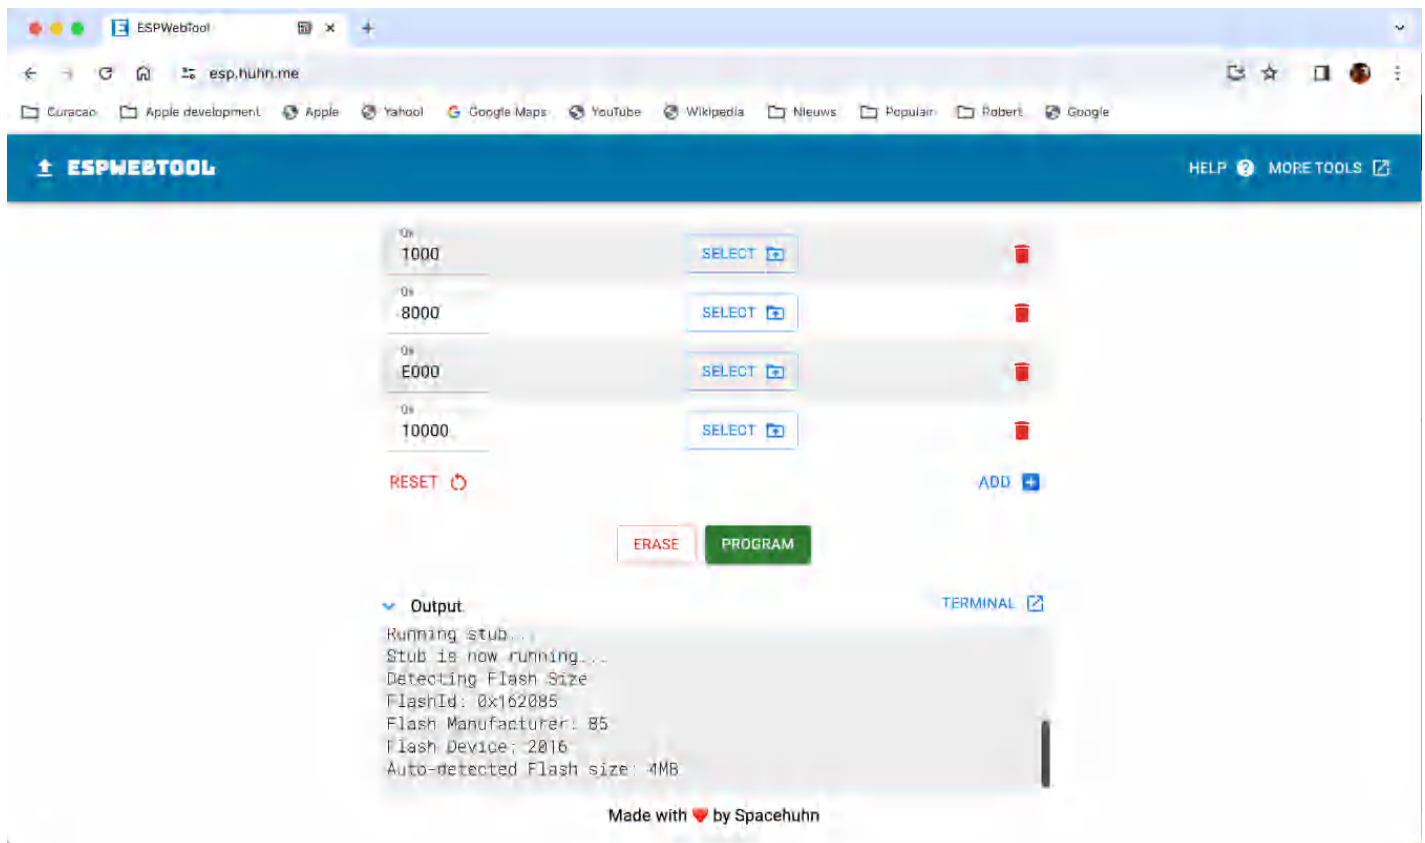 ESPWebTool
esp.huhn.me
Curacao Apple development Apple Yahoo! Google Maps YouTube Wikipedia Nieuws Populair Robert Google
ESPWEBTOOL
HELP MORE TOOLS
0x
1000
SELECT
0x
8000
SELECT
0x
E000
SELECT
0x
10000
SELECT
RESET
ADD
ERASE PROGRAM
Output
TERMINAL
Running stub...
Stub is now running...
Detecting Flash Size
FlashId: 0x162085
Flash Manufacturer: 85
Flash Device: 2016
Auto-detected Flash size: 4MB
Made with ❤️ by Spacehuhn